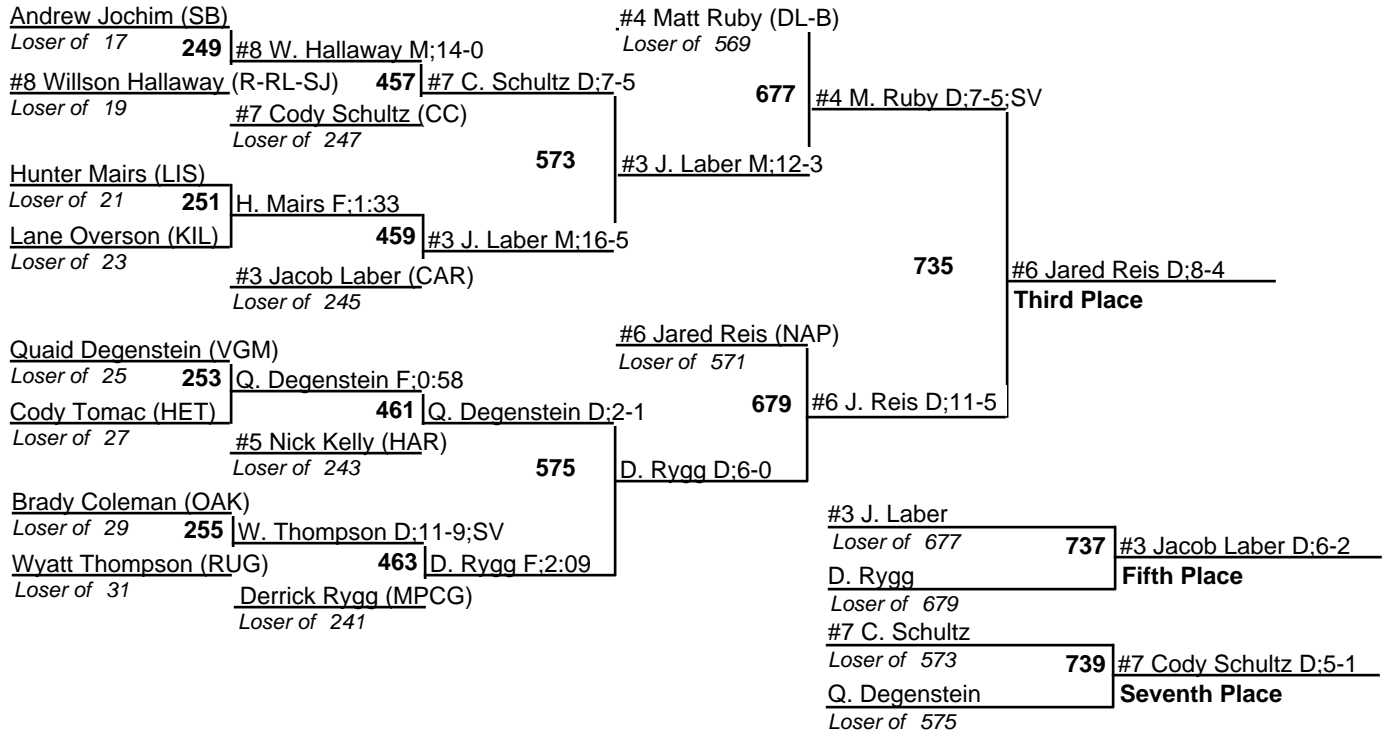 Andrew Jochim (SB)
Loser of 17
249
#8 W. Hallaway M;14-0
#8 Willson Hallaway (R-RL-SJ)
Loser of 19
457
#7 C. Schultz D;7-5
#7 Cody Schultz (CC)
Loser of 247
573
#3 J. Laber M;12-3
Hunter Mairs (LIS)
Loser of 21
251
H. Mairs F;1:33
Lane Overson (KIL)
Loser of 23
459
#3 J. Laber M;16-5
#3 Jacob Laber (CAR)
Loser of 245
#4 Matt Ruby (DL-B)
Loser of 569
677
#4 M. Ruby D;7-5;SV
735
#6 Jared Reis D;8-4
Third Place
Quaid Degenstein (VGM)
Loser of 25
253
Q. Degenstein F;0:58
Cody Tomac (HET)
Loser of 27
461
Q. Degenstein D;2-1
#5 Nick Kelly (HAR)
Loser of 243
575
D. Rygg D;6-0
Brady Coleman (OAK)
Loser of 29
255
W. Thompson D;11-9;SV
Wyatt Thompson (RUG)
Loser of 31
463
D. Rygg F;2:09
Derrick Rygg (MPCG)
Loser of 241
#6 Jared Reis (NAP)
Loser of 571
679
#6 J. Reis D;11-5
#3 J. Laber
Loser of 677
737
#3 Jacob Laber D;6-2
Fifth Place
D. Rygg
Loser of 679
#7 C. Schultz
Loser of 573
739
#7 Cody Schultz D;5-1
Seventh Place
Q. Degenstein
Loser of 575